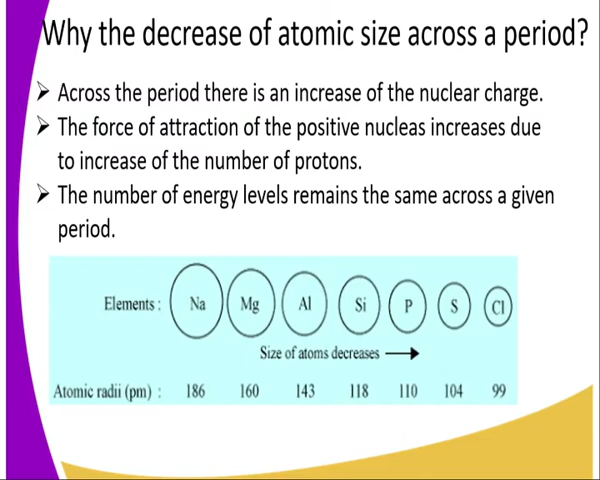 Why the decrease of atomic size across a period?
➢ Across the period there is an increase of the nuclear charge.
➢ The force of attraction of the positive nucleas increases due
to increase of the number of protons.
➢ The number of energy levels remains the same across a given
period.
Elements : Na Mg Al Si P S Cl
Size of atoms decreases ⟶
Atomic radii (pm) : 186 160 143 118 110 104 99